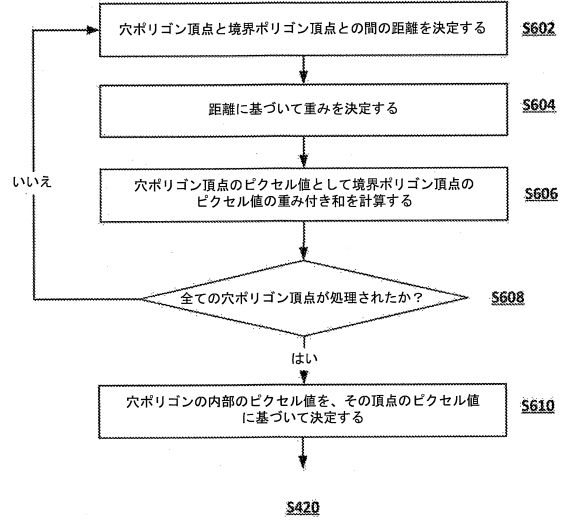 穴ポリゴン頂点と境界ポリゴン頂点との間の距離を決定する
S602
距離に基づいて重みを決定する
S604
いいえ
穴ポリゴン頂点のピクセル値として境界ポリゴン頂点の
ピクセル値の重み付き和を計算する
S606
全ての穴ポリゴン頂点が処理されたか？
S608
はい
穴ポリゴンの内部のピクセル値を、その頂点のピクセル値
に基づいて決定する
S610
S420